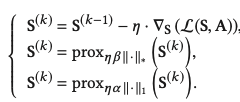 S^{(k)} = S^{(k-1)} - η · ∇_S (ℒ(S, A)),
S^{(k)} = prox_{ηβ‖·‖_*} (S^{(k)}),
S^{(k)} = prox_{ηα‖·‖_1} (S^{(k)}).